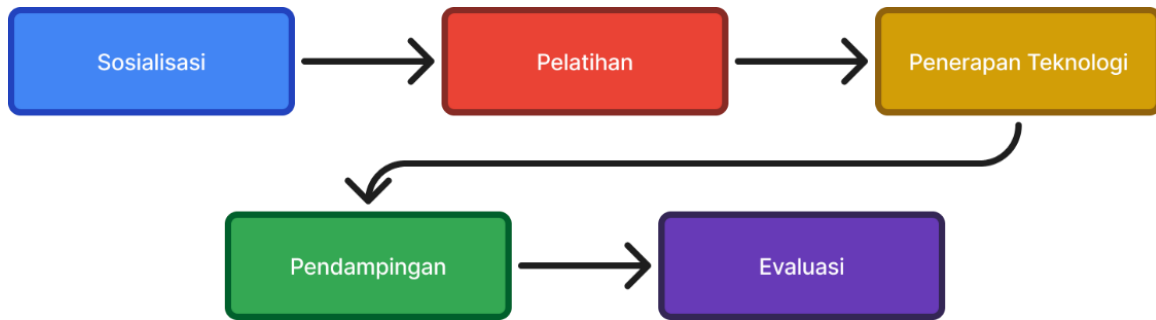 Sosialisasi
Pelatihan
Penerapan Teknologi
Pendampingan
Evaluasi